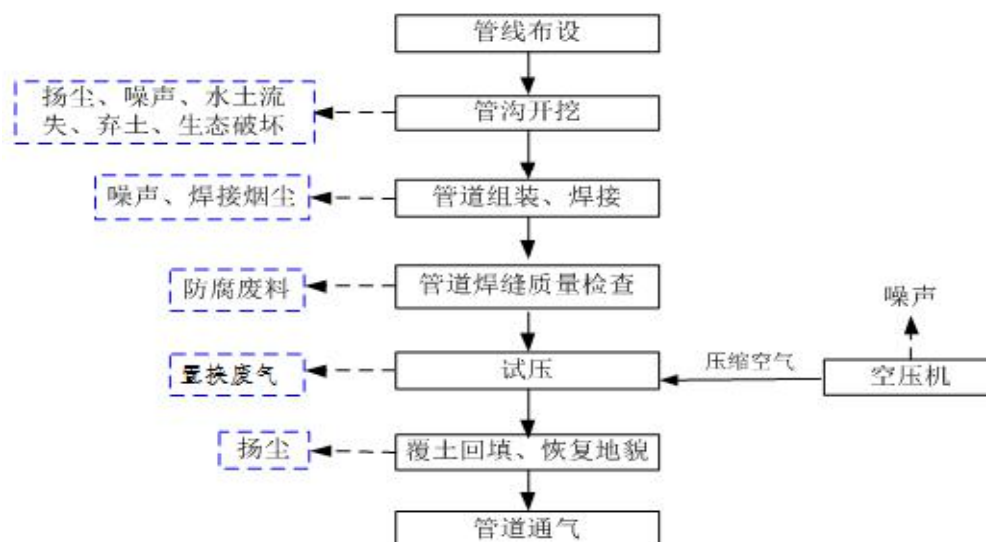 管线布设
扬尘、噪声、水土流
失、弃土、生态破坏
管沟开挖
噪声、焊接烟尘
管道组装、焊接
防腐废料
管道焊缝质量检查
噪声
置换废气
试压
压缩空气
空压机
扬尘
覆土回填、恢复地貌
管道通气